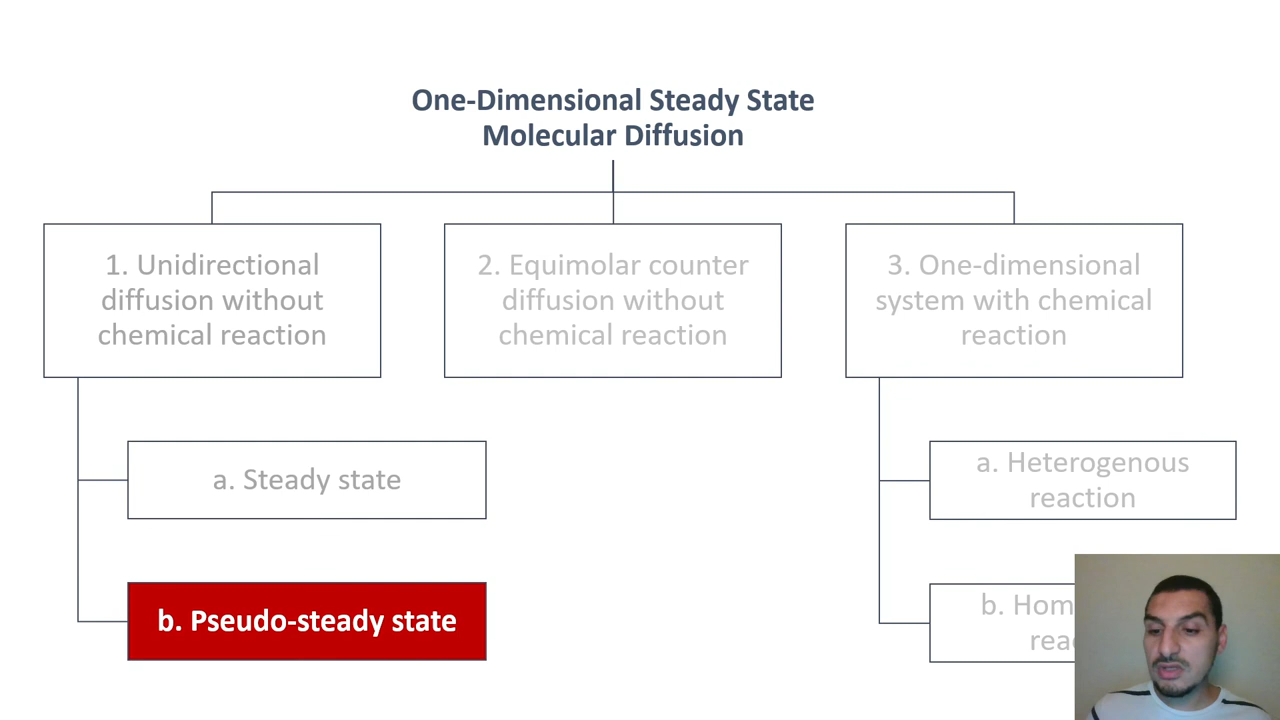 One-Dimensional Steady State
Molecular Diffusion
1. Unidirectional
diffusion without
chemical reaction
2. Equimolar counter
diffusion without
chemical reaction
3. One-dimensional
system with chemical
reaction
a. Steady state
b. Pseudo-steady state
a. Heterogenous
reaction
b.